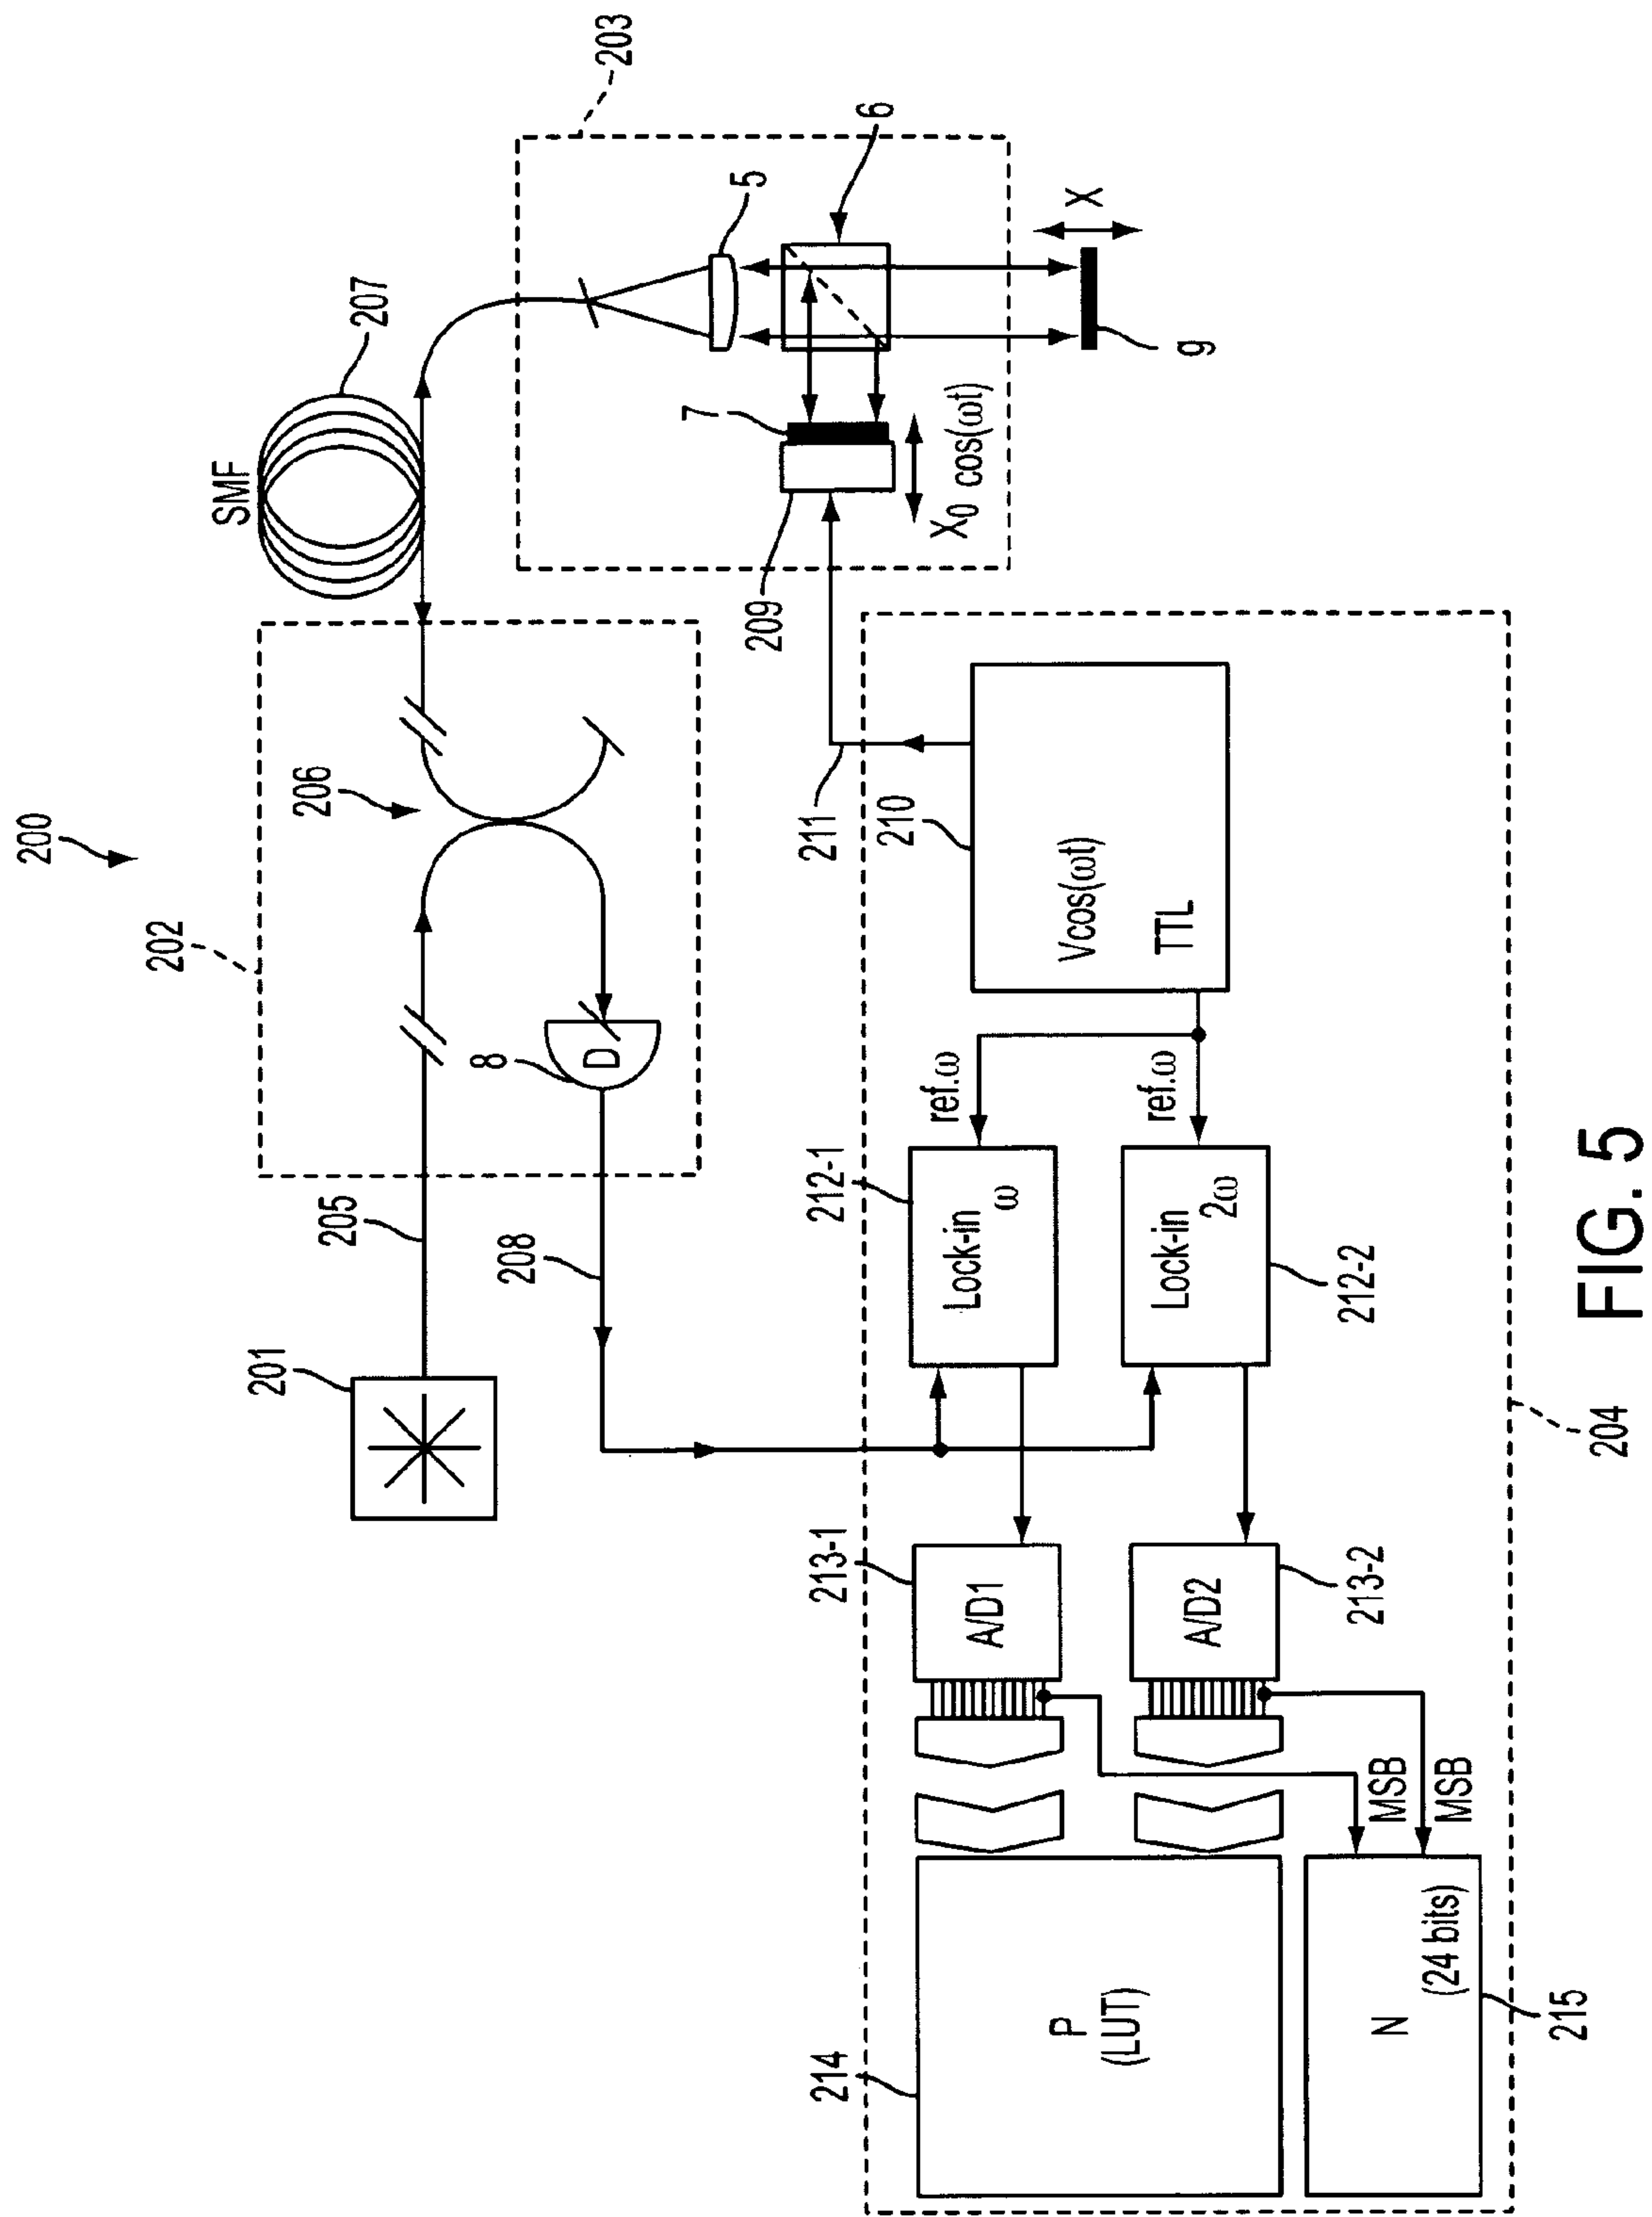 200
202
206
SMF
207
203
205
201
8
D
208
5
6
7
209
X₀ cos(ωt)
X
9
211
210
Vcos(ωt)
TTL
ref.ω
ref.ω
212-1
Lock-in
ω
Lock-in
2ω
212-2
213-1
A/D1
A/D2
213-2
MSB
MSB
214
P
(LUT)
N
(24 bits)
215
204
FIG. 5